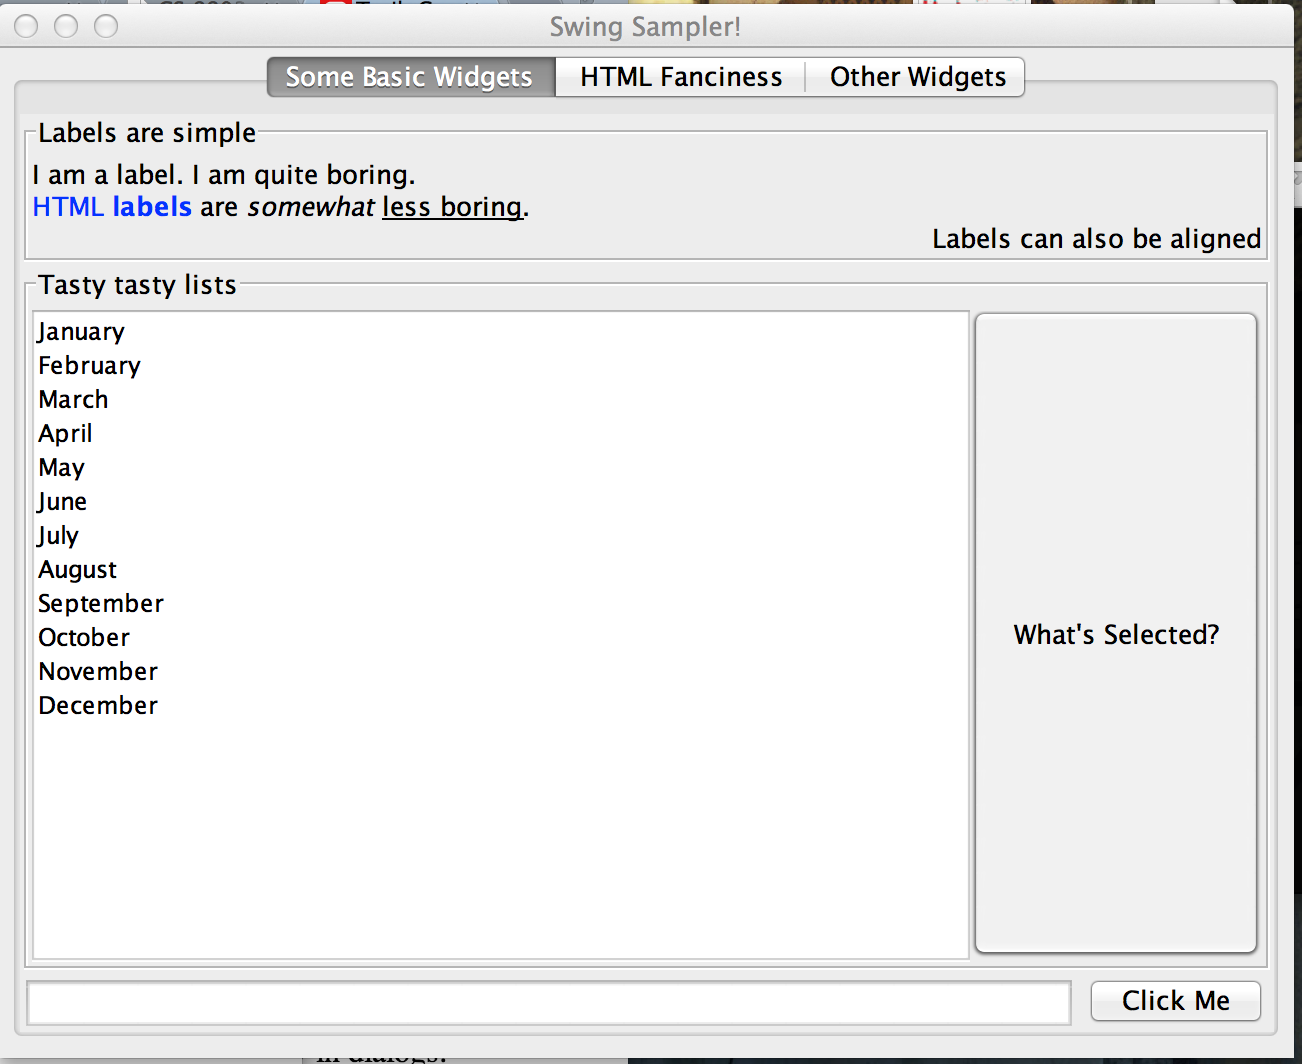 Swing Sampler!
Some Basic Widgets HTML Fanciness Other Widgets
Labels are simple
I am a label. I am quite boring.
HTML labels are somewhat less boring.
Labels can also be aligned
Tasty tasty lists
January
February
March
April
May
June
July
August
September
October
November
December
What's Selected?
Click Me
in dialogs.